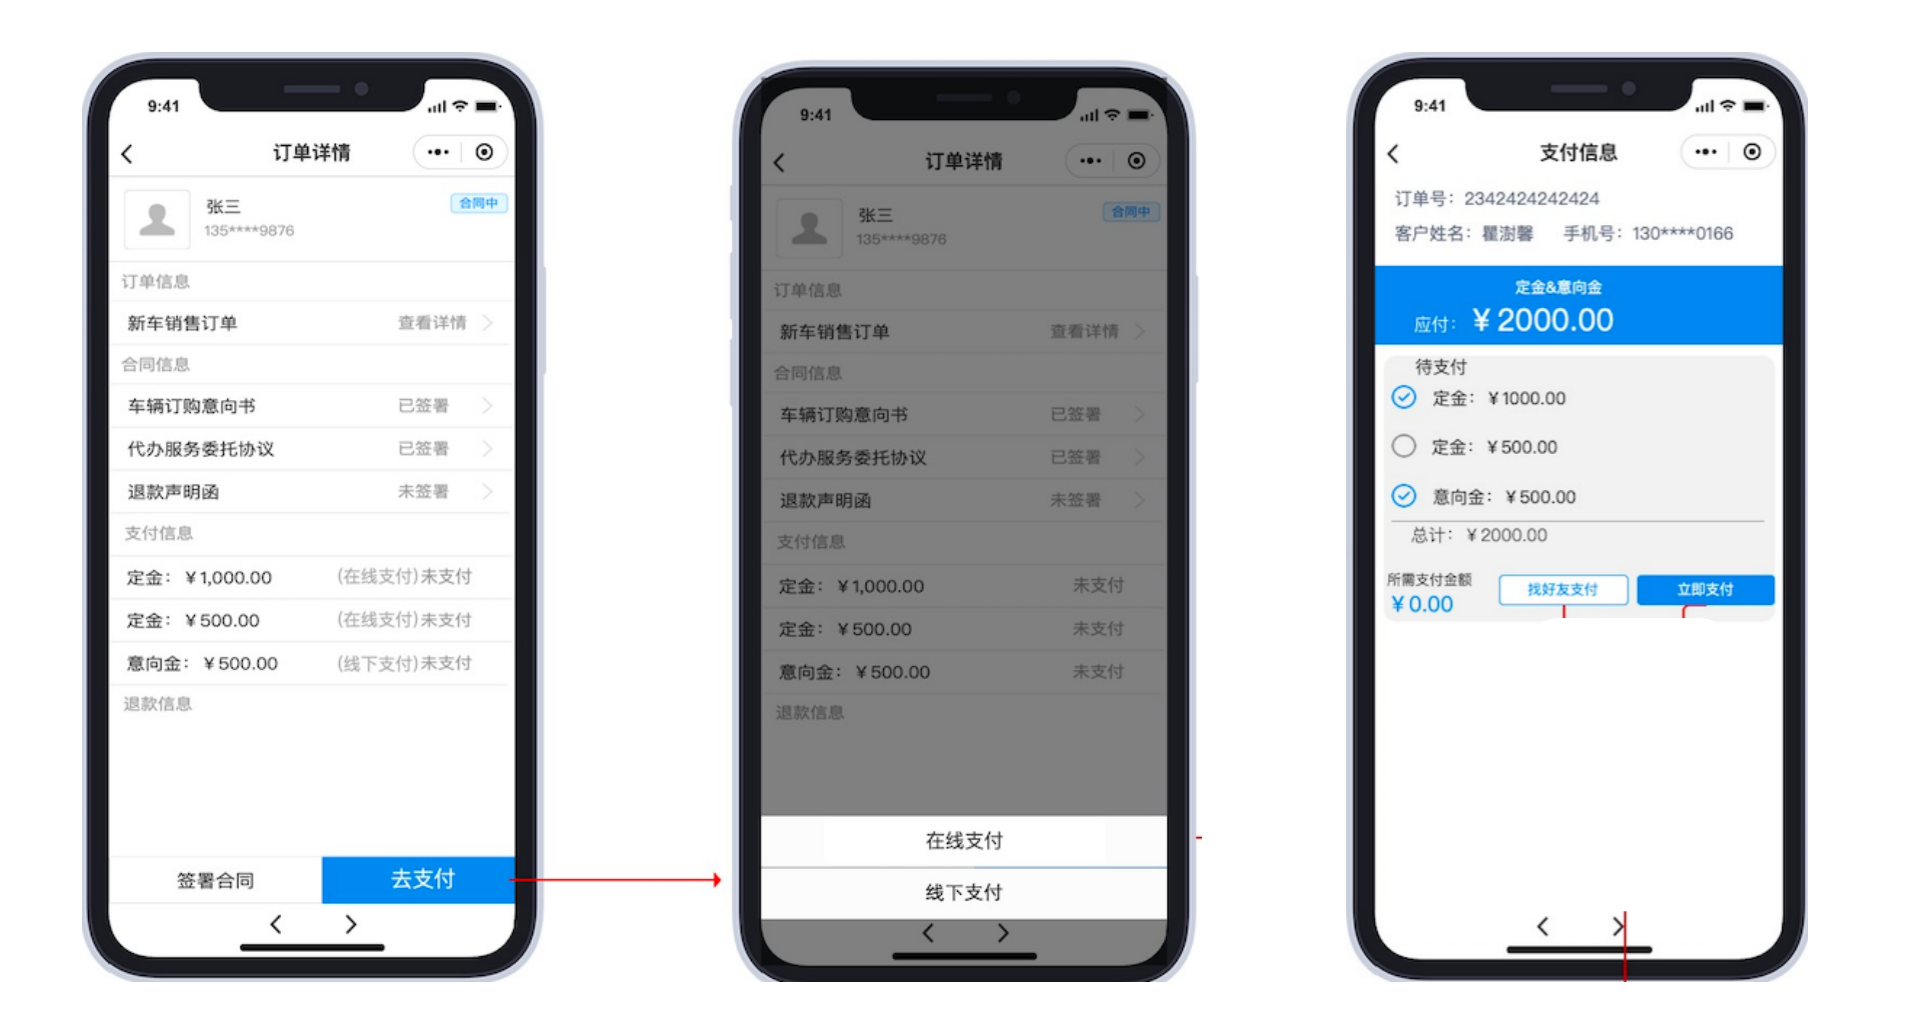 9:41
订单详情
张三
合同中
135****9876
订单信息
新车销售订单 查看详情
合同信息
车辆订购意向书 已签署
代办服务委托协议 已签署
退款声明函 未签署
支付信息
定金：￥1,000.00 (在线支付)未支付
定金：￥500.00 (在线支付)未支付
意向金：￥500.00 (线下支付)未支付
退款信息
签署合同 去支付
9:41
订单详情
张三
合同中
135****9876
订单信息
新车销售订单 查看详情
合同信息
车辆订购意向书 已签署
代办服务委托协议 已签署
退款声明函 未签署
支付信息
定金：￥1,000.00 未支付
定金：￥500.00 未支付
意向金：￥500.00 未支付
退款信息
在线支付
线下支付
9:41
支付信息
订单号：2342424242424
客户姓名：瞿澍馨 手机号：130****0166
定金&意向金
应付：￥2000.00
待支付
定金：￥1000.00
定金：￥500.00
意向金：￥500.00
总计：￥2000.00
所需支付金额
￥0.00
找好友支付 立即支付